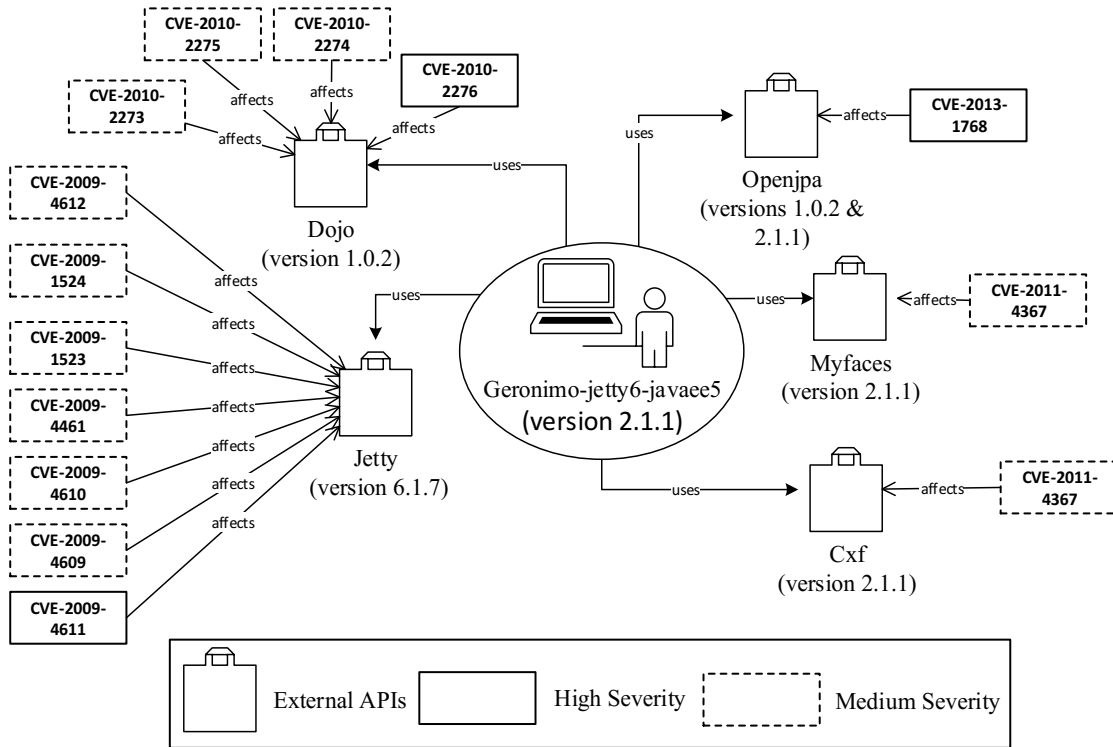 CVE-2010-
2275
CVE-2010-
2274
CVE-2010-
2273
CVE-2010-
2276
affects
affects
affects
affects
Dojo
(version 1.0.2)
uses
uses
Openjpa
(versions 1.0.2 &
2.1.1)
affects
CVE-2013-
1768
CVE-2009-
4612
CVE-2009-
1524
CVE-2009-
1523
CVE-2009-
4461
CVE-2009-
4610
CVE-2009-
4609
CVE-2009-
4611
affects
affects
affects
affects
affects
affects
affects
Jetty
(version 6.1.7)
uses
Geronimo-jetty6-javaee5
(version 2.1.1)
uses
Myfaces
(version 2.1.1)
affects
CVE-2011-
4367
uses
Cxf
(version 2.1.1)
affects
CVE-2011-
4367
External APIs
High Severity
Medium Severity